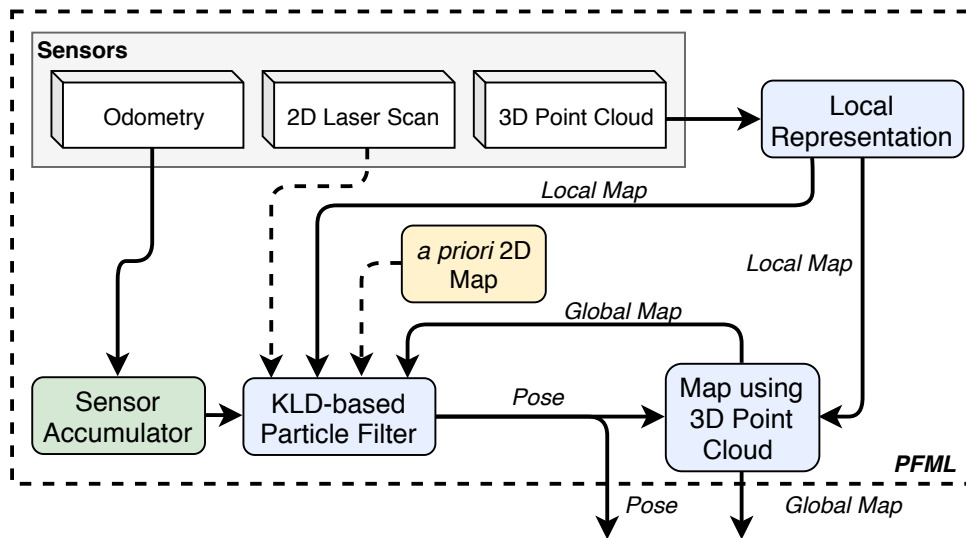 Sensors
Odometry
2D Laser Scan
3D Point Cloud
Local
Representation
Local Map
a priori 2D
Map
Local Map
Global Map
Sensor
Accumulator
KLD-based
Particle Filter
Pose
Map using
3D Point
Cloud
PFML
Pose
Global Map